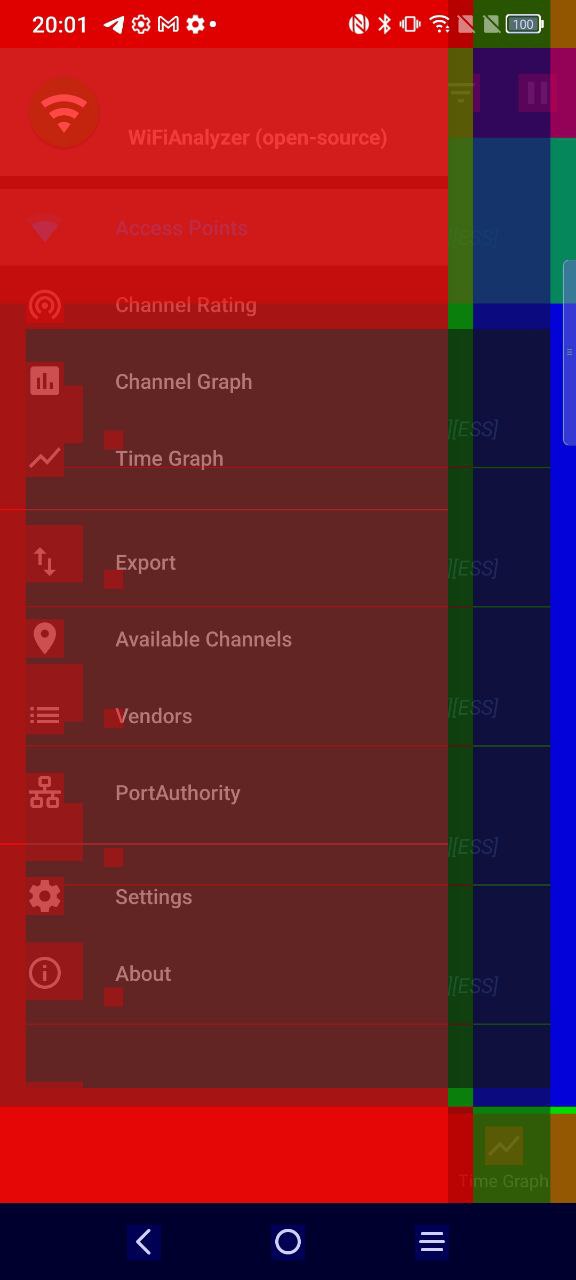 20:01
100
WiFiAnalyzer (open-source)
Access Points
[ESS]
Channel Rating
Channel Graph
][ESS]
Time Graph
Export
][ESS]
Available Channels
Vendors
][ESS]
PortAuthority
][ESS]
Settings
About
][ESS]
Time Graph